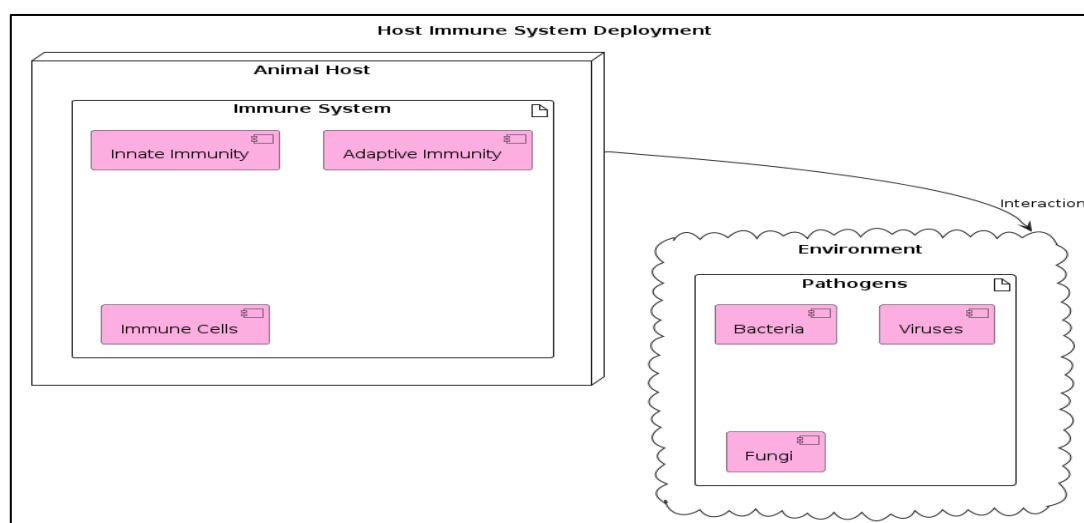 Host Immune System Deployment
Animal Host
Immune System
Innate Immunity
Adaptive Immunity
Immune Cells
Interaction
Environment
Pathogens
Bacteria
Viruses
Fungi